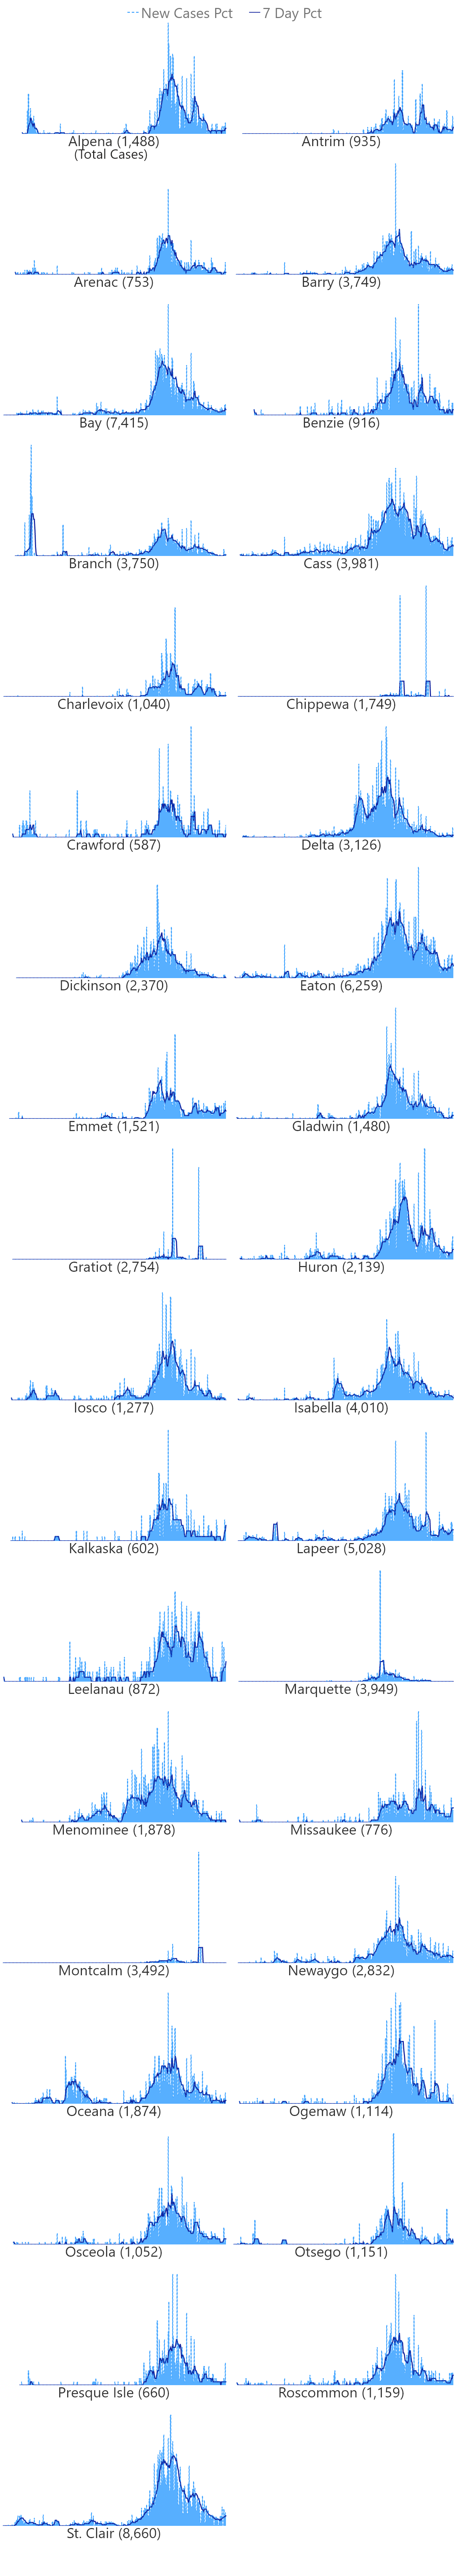 New Cases Pct 7 Day Pct
Alpena (1,488)
(Total Cases)
Antrim (935)
Arenac (753)
Barry (3,749)
Bay (7,415)
Benzie (916)
Branch (3,750)
Cass (3,981)
Charlevoix (1,040)
Chippewa (1,749)
Crawford (587)
Delta (3,126)
Dickinson (2,370)
Eaton (6,259)
Emmet (1,521)
Gladwin (1,480)
Gratiot (2,754)
Huron (2,139)
Iosco (1,277)
Isabella (4,010)
Kalkaska (602)
Lapeer (5,028)
Leelanau (872)
Marquette (3,949)
Menominee (1,878)
Missaukee (776)
Montcalm (3,492)
Newaygo (2,832)
Oceana (1,874)
Ogemaw (1,114)
Osceola (1,052)
Otsego (1,151)
Presque Isle (660)
Roscommon (1,159)
St. Clair (8,660)